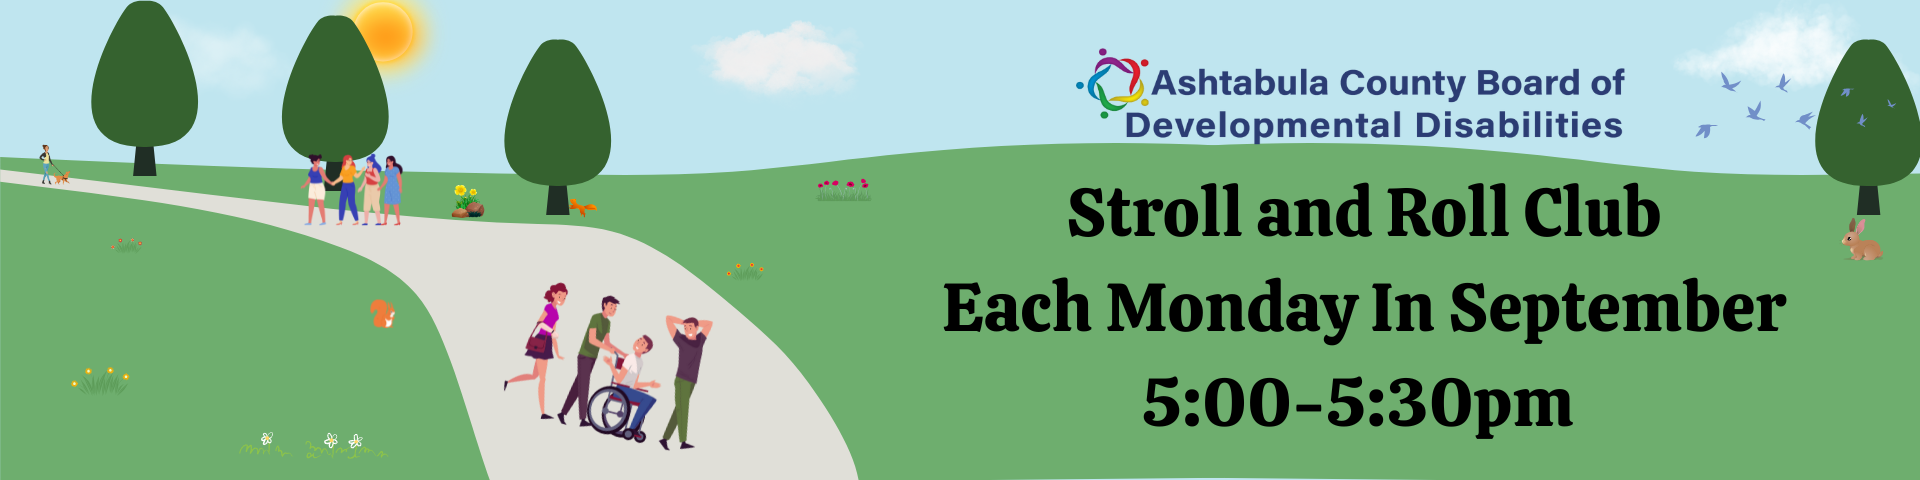 Ashtabula County Board of
Developmental Disabilities
Stroll and Roll Club
Each Monday In September
5:00-5:30pm